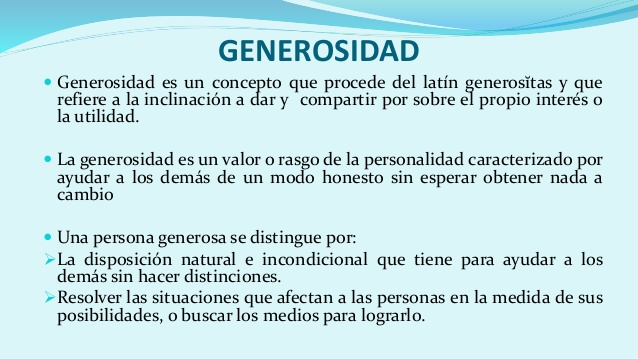 GENEROSIDAD
Generosidad es un concepto que procede del latín generosĭtas y que
refiere a la inclinación a dar y compartir por sobre el propio interés o
la utilidad.
La generosidad es un valor o rasgo de la personalidad caracterizado por
ayudar a los demás de un modo honesto sin esperar obtener nada a
cambio
Una persona generosa se distingue por:
La disposición natural e incondicional que tiene para ayudar a los
demás sin hacer distinciones.
Resolver las situaciones que afectan a las personas en la medida de sus
posibilidades, o buscar los medios para lograrlo.